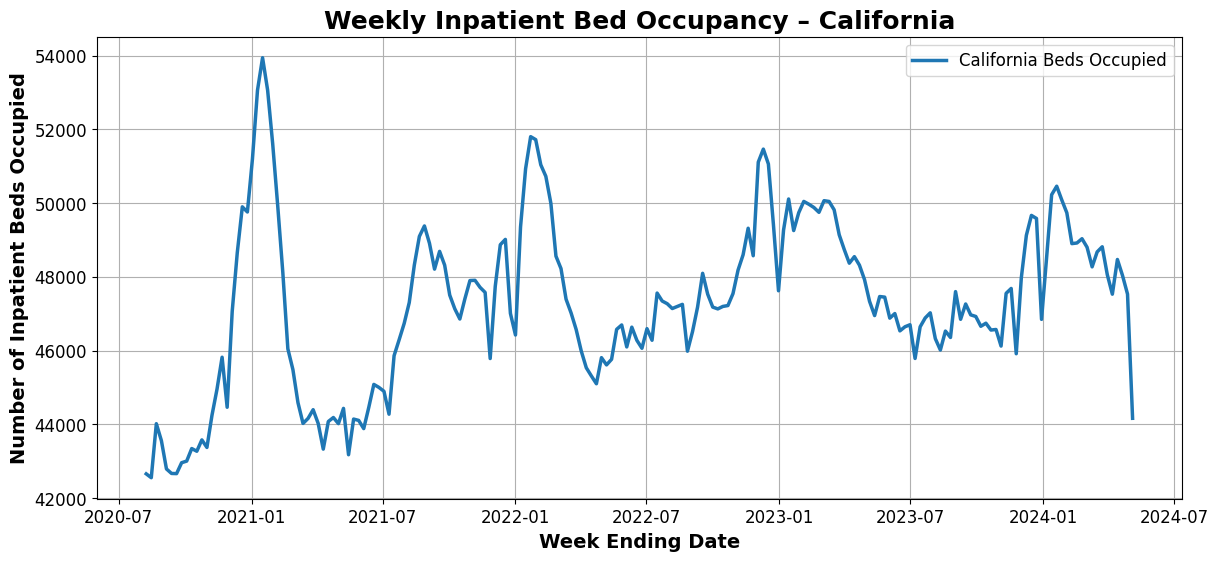 Weekly Inpatient Bed Occupancy – California
California Beds Occupied
Number of Inpatient Beds Occupied
54000
52000
50000
48000
46000
44000
42000
2020-07 2021-01 2021-07 2022-01 2022-07 2023-01 2023-07 2024-01 2024-07
Week Ending Date